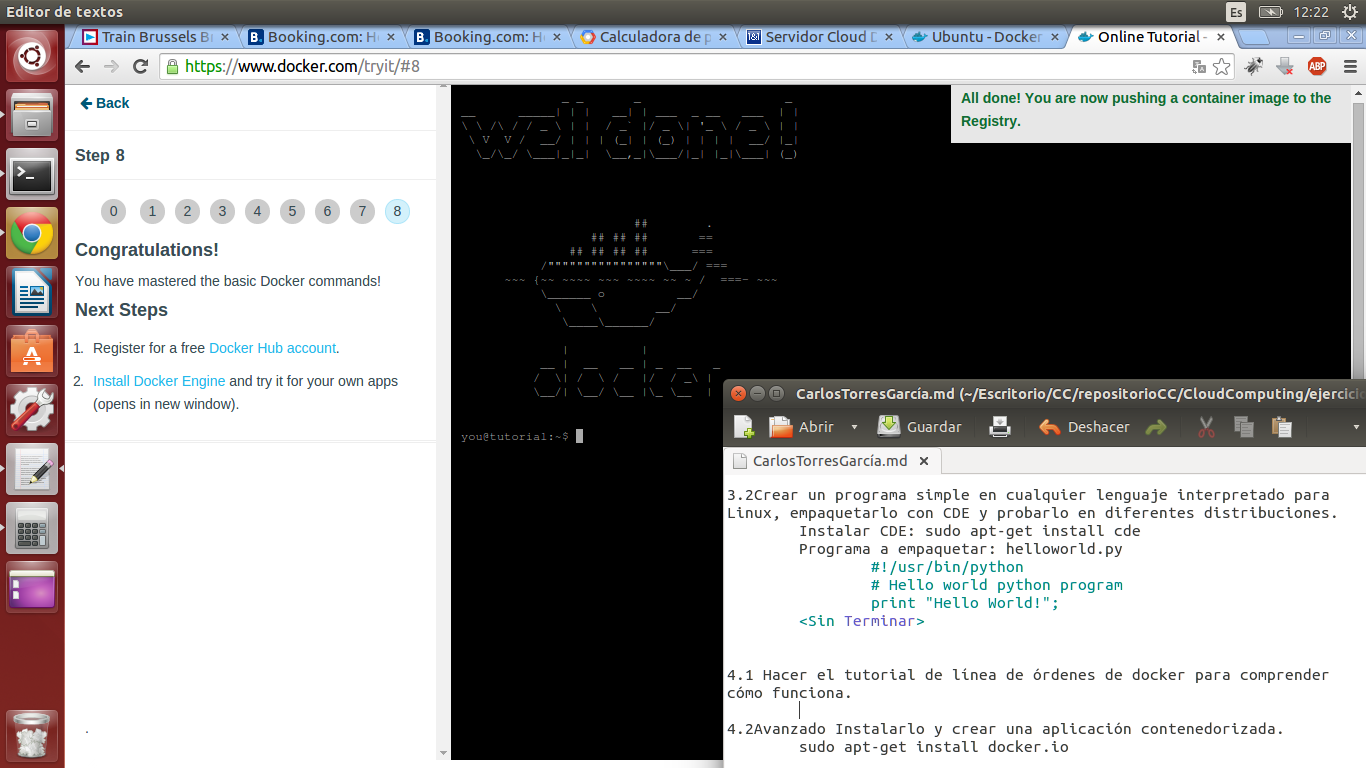 Editor de textos
Es
12:22
Train Brussels Br
Booking.com: Ho
Booking.com: Ho
Calculadora de p
Servidor Cloud D
Ubuntu - Docker
Online Tutorial -
https://www.docker.com/tryit/#8
ABP
Back
Step 8
0 1 2 3 4 5 6 7 8
Congratulations!
You have mastered the basic Docker commands!
Next Steps
1. Register for a free Docker Hub account.
2. Install Docker Engine and try it for your own apps
(opens in new window).
.
well done!
docker
you@tutorial:~$
All done! You are now pushing a container image to the
Registry.
CarlosTorresGarcía.md (~/Escritorio/CC/repositorioCC/CloudComputing/ejercicio
Abrir
Guardar
Deshacer
CarlosTorresGarcía.md
3.2Crear un programa simple en cualquier lenguaje interpretado para
Linux, empaquetarlo con CDE y probarlo en diferentes distribuciones.
Instalar CDE: sudo apt-get install cde
Programa a empaquetar: helloworld.py
#!/usr/bin/python
# Hello world python program
print "Hello World!";
<Sin Terminar>
4.1 Hacer el tutorial de línea de órdenes de docker para comprender
cómo funciona.
4.2Avanzado Instalarlo y crear una aplicación contenedorizada.
sudo apt-get install docker.io